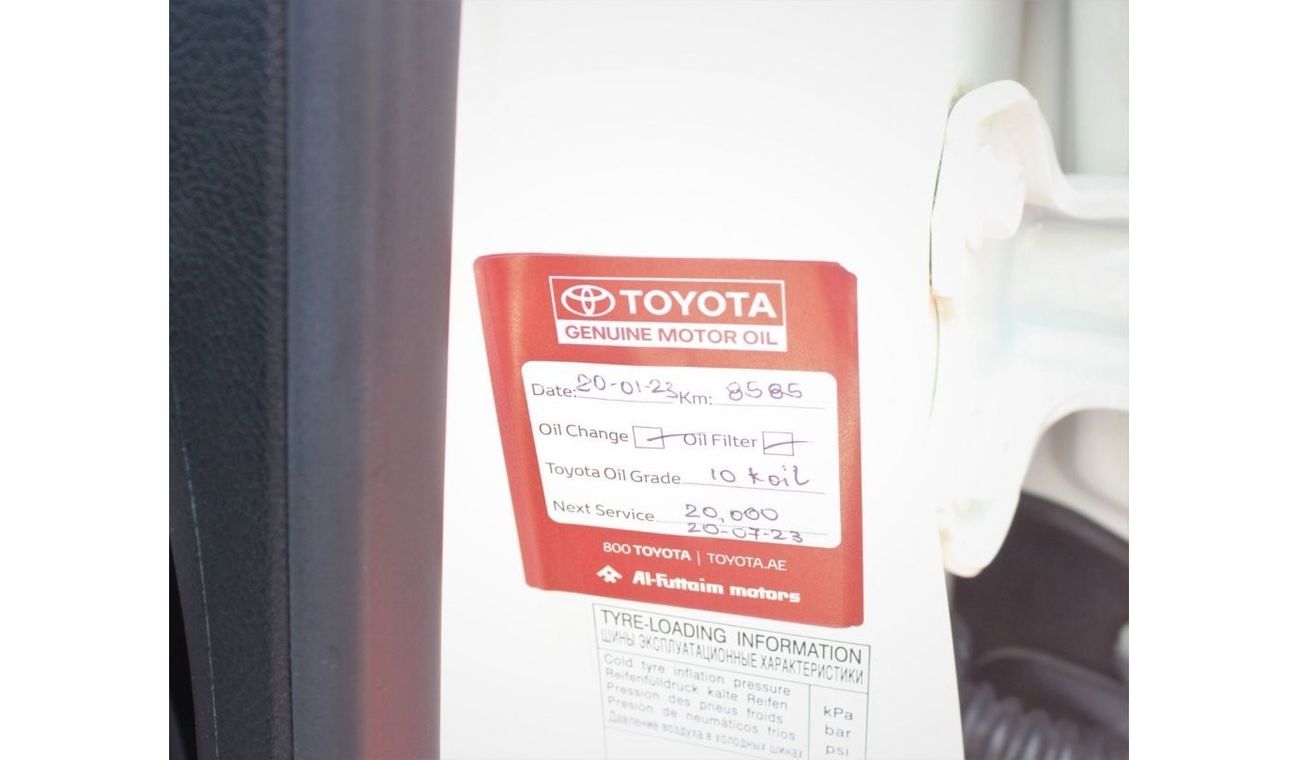 TOYOTA
GENUINE MOTOR OIL
Date: 20-01-23 Km: 8585
Oil Change Oil Filter
Toyota Oil Grade 10 k oil
Next Service 20,000
20-07-23
800 TOYOTA | TOYOTA.AE
Al-Futtaim motors
TYRE-LOADING INFORMATION
ШИНЫ ЭКСПЛУАТАЦИОННЫЕ ХАРАКТЕРИСТИКИ
Cold tyre inflation pressure
Reifenfülldruck kalte Reifen
Pression des pneus froids
Presión de neumáticos frios
Давление воздуха в холодных шинах
kPa
bar
psi